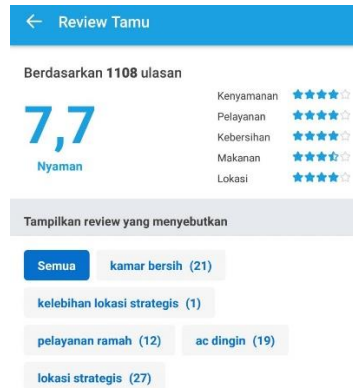 Review Tamu
Berdasarkan 1108 ulasan
7,7
Nyaman
Kenyamanan
Pelayanan
Kebersihan
Makanan
Lokasi
Tampilkan review yang menyebutkan
Semua
kamar bersih (21)
kelebihan lokasi strategis (1)
pelayanan ramah (12)
ac dingin (19)
lokasi strategis (27)